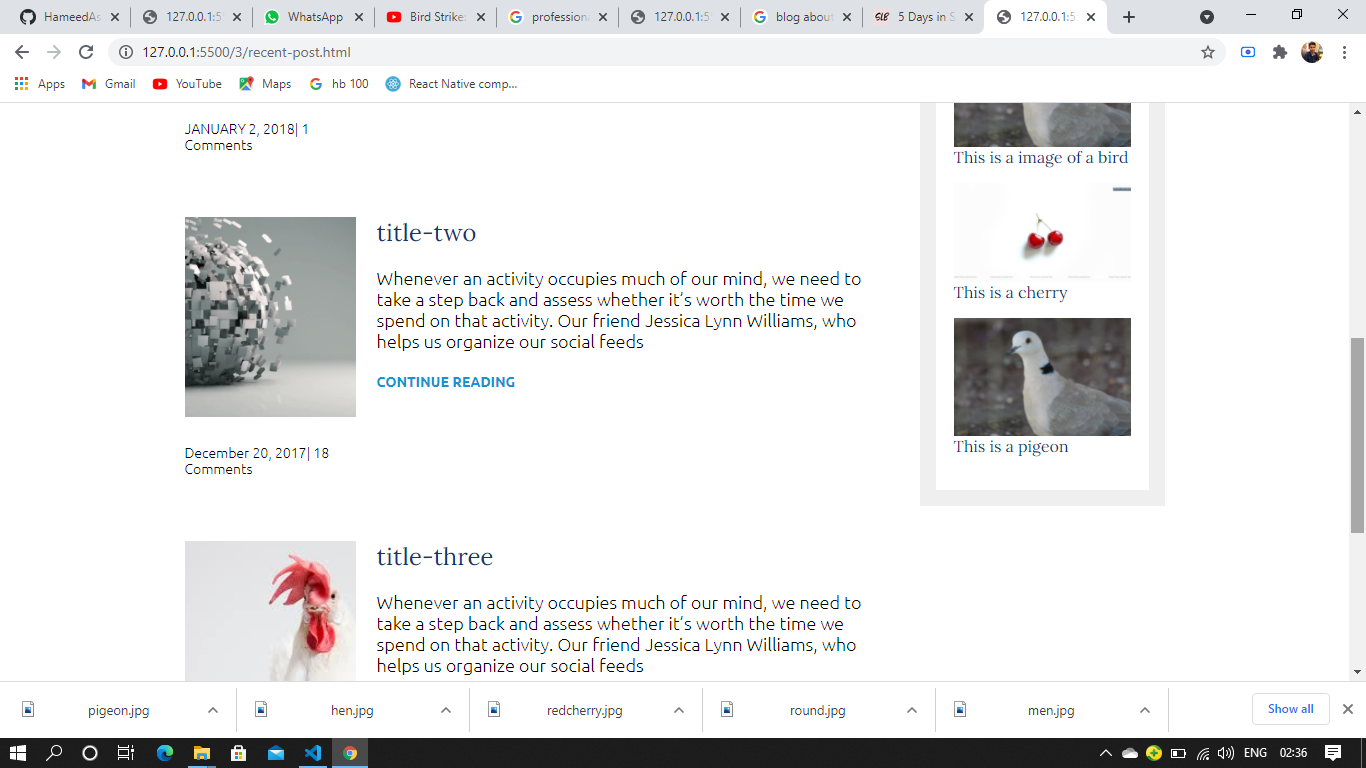 HameedAs
127.0.0.1:5
WhatsApp
Bird Strike:
profession
127.0.0.1:5
blog about
SLB 5 Days in S
127.0.0.1:5
127.0.0.1:5500/3/recent-post.html
Apps
Gmail
YouTube
Maps
hb 100
React Native comp...
JANUARY 2, 2018| 1
Comments
title-two
Whenever an activity occupies much of our mind, we need to
take a step back and assess whether it's worth the time we
spend on that activity. Our friend Jessica Lynn Williams, who
helps us organize our social feeds
CONTINUE READING
December 20, 2017| 18
Comments
title-three
Whenever an activity occupies much of our mind, we need to
take a step back and assess whether it's worth the time we
spend on that activity. Our friend Jessica Lynn Williams, who
helps us organize our social feeds
This is a image of a bird
This is a cherry
This is a pigeon
pigeon.jpg
hen.jpg
redcherry.jpg
round.jpg
men.jpg
Show all
ENG
02:36